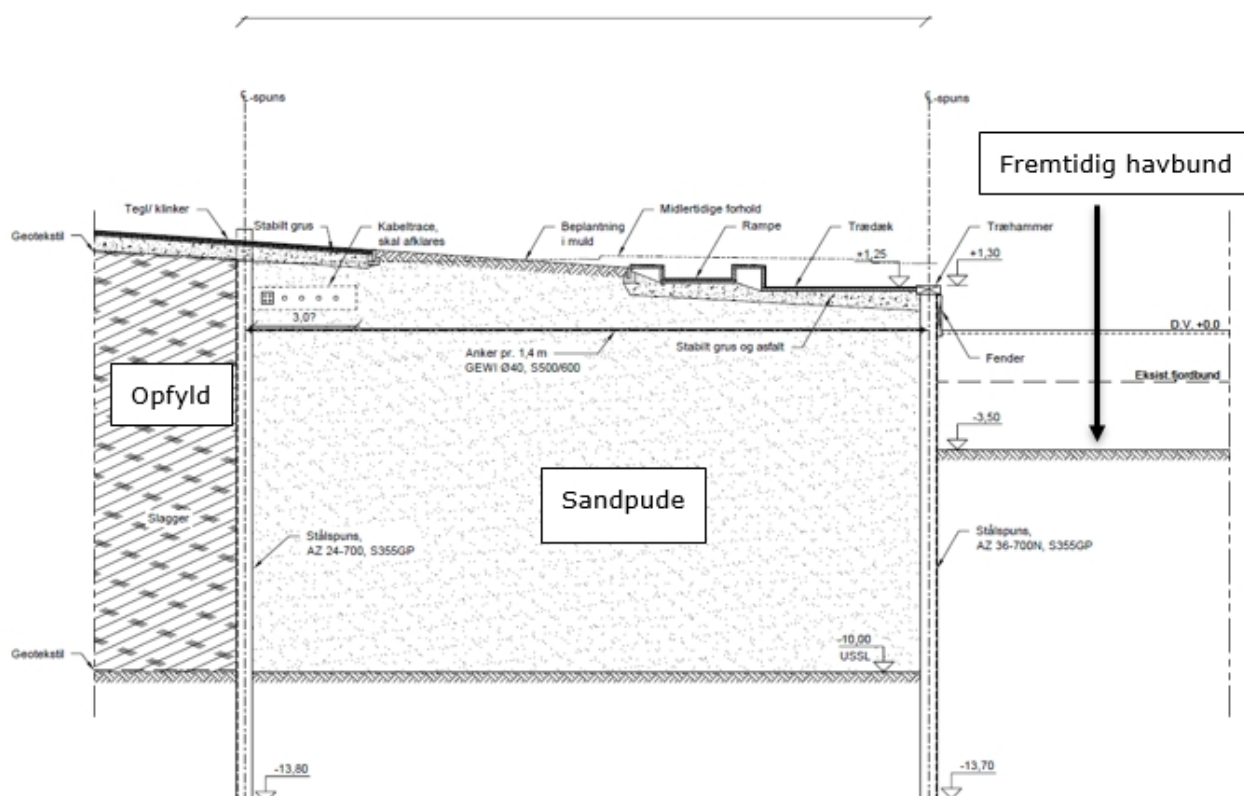 ℄-spuns
℄-spuns
Fremtidig havbund
Tegl/ klinker
Stabilt grus
Kabeltrace,
skal afklares
Beplantning
i muld
Midlertidige forhold
Rampe
Trædæk
Træhammer
Geotekstil
+1,25
+1,30
3,0?
D.V. +0.0
Anker pr. 1,4 m
GEWI Ø40, S500/600
Stabilt grus og asfalt
Fender
Eksist.fjordbund
Opfyld
-3,50
Sandpude
Slagger
Stålspuns,
AZ 24-700, S355GP
Stålspuns,
AZ 36-700N, S355GP
-10,00
USSL
Geotekstil
-13,80
-13,70